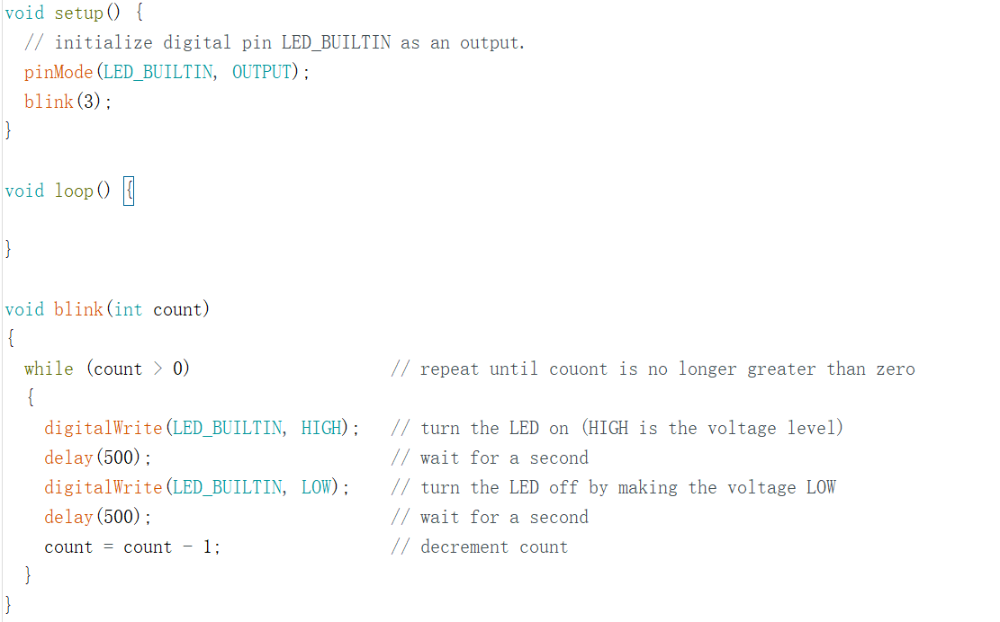 void setup() {
  // initialize digital pin LED_BUILTIN as an output.
  pinMode(LED_BUILTIN, OUTPUT);
  blink(3);
}
void loop() {
}
void blink(int count)
{
  while (count > 0)                    // repeat until couont is no longer greater than zero
  {
    digitalWrite(LED_BUILTIN, HIGH);   // turn the LED on (HIGH is the voltage level)
    delay(500);                        // wait for a second
    digitalWrite(LED_BUILTIN, LOW);    // turn the LED off by making the voltage LOW
    delay(500);                        // wait for a second
    count = count - 1;                 // decrement count
  }
}